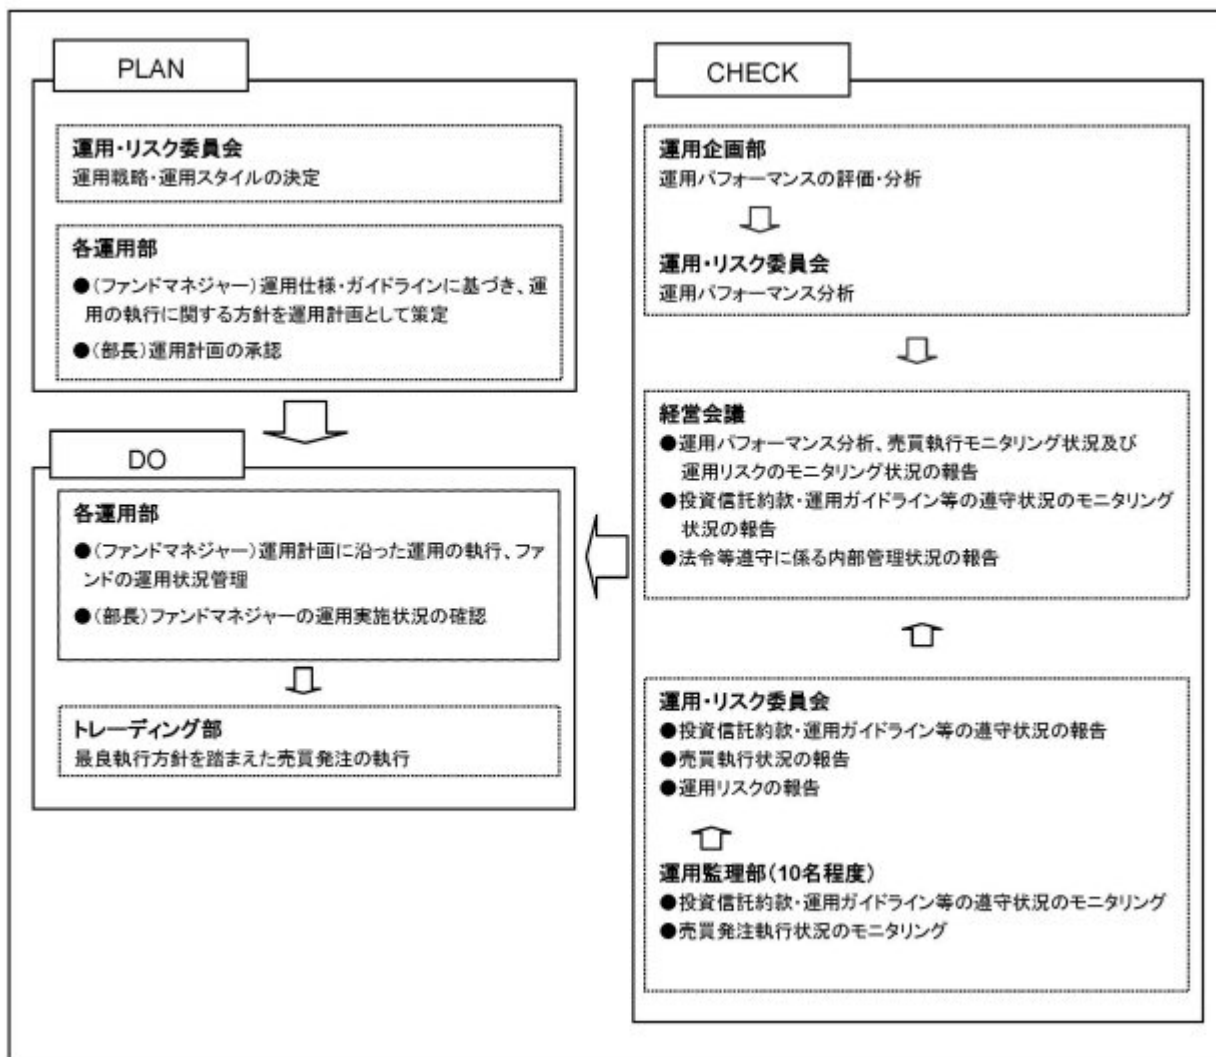 PLAN
運用・リスク委員会
運用戦略・運用スタイルの決定
各運用部
●(ファンドマネジャー)運用仕様・ガイドラインに基づき、運
用の執行に関する方針を運用計画として策定
●(部長)運用計画の承認
DO
各運用部
●(ファンドマネジャー)運用計画に沿った運用の執行、ファ
ンドの運用状況管理
●(部長)ファンドマネジャーの運用実施状況の確認
トレーディング部
最良執行方針を踏まえた売買発注の執行
CHECK
運用企画部
運用パフォーマンスの評価・分析
運用・リスク委員会
運用パフォーマンス分析
経営会議
●運用パフォーマンス分析、売買執行モニタリング状況及び
運用リスクのモニタリング状況の報告
●投資信託約款・運用ガイドライン等の遵守状況のモニタリング
状況の報告
●法令等遵守に係る内部管理状況の報告
運用・リスク委員会
●投資信託約款・運用ガイドライン等の遵守状況の報告
●売買執行状況の報告
●運用リスクの報告
運用監理部(10名程度)
●投資信託約款・運用ガイドライン等の遵守状況のモニタリング
●売買発注執行状況のモニタリング